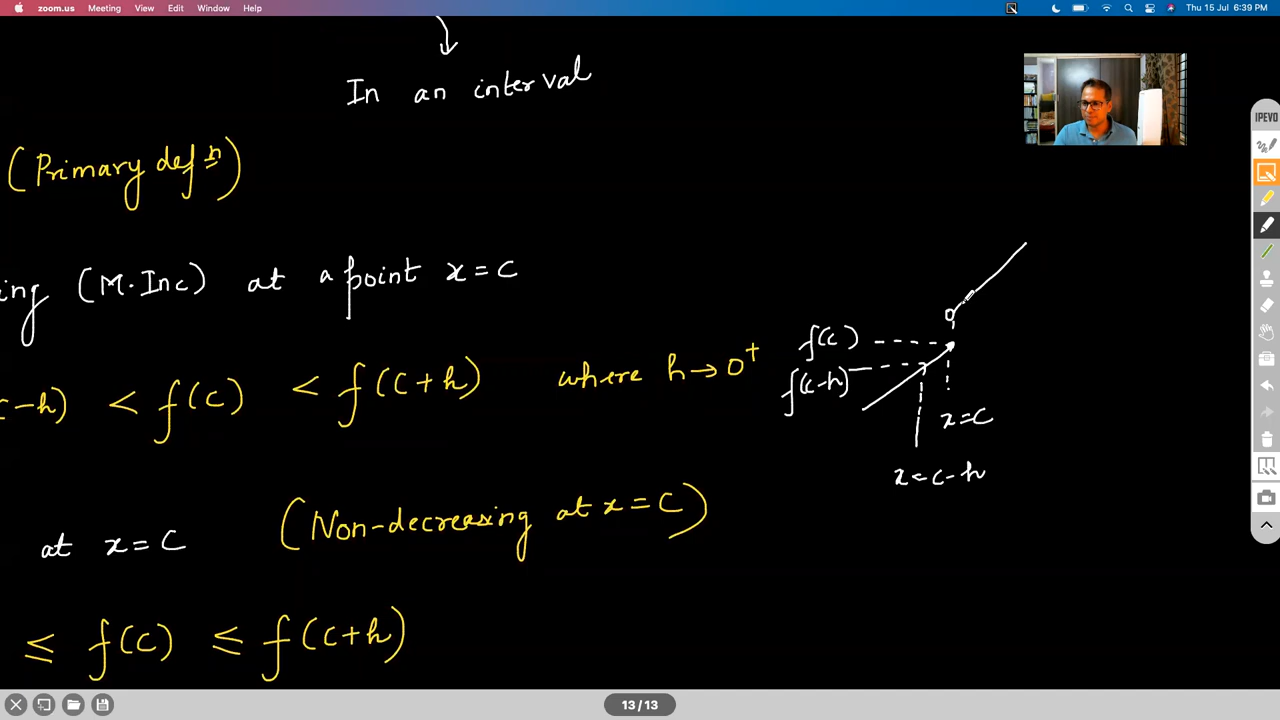 zoom.us Meeting View Edit Window Help Thu 15 Jul 6:39 PM
In an interval
(Primary defn)
IPEVO
ing (M.Inc) at a point x=c
c-h) < f(c) < f(c+h) where h→0+
f(c)
f(c-h)
x=c
x=c-h
at x=c (Non-decreasing at x=c)
≤ f(c) ≤ f(c+h)
13/13